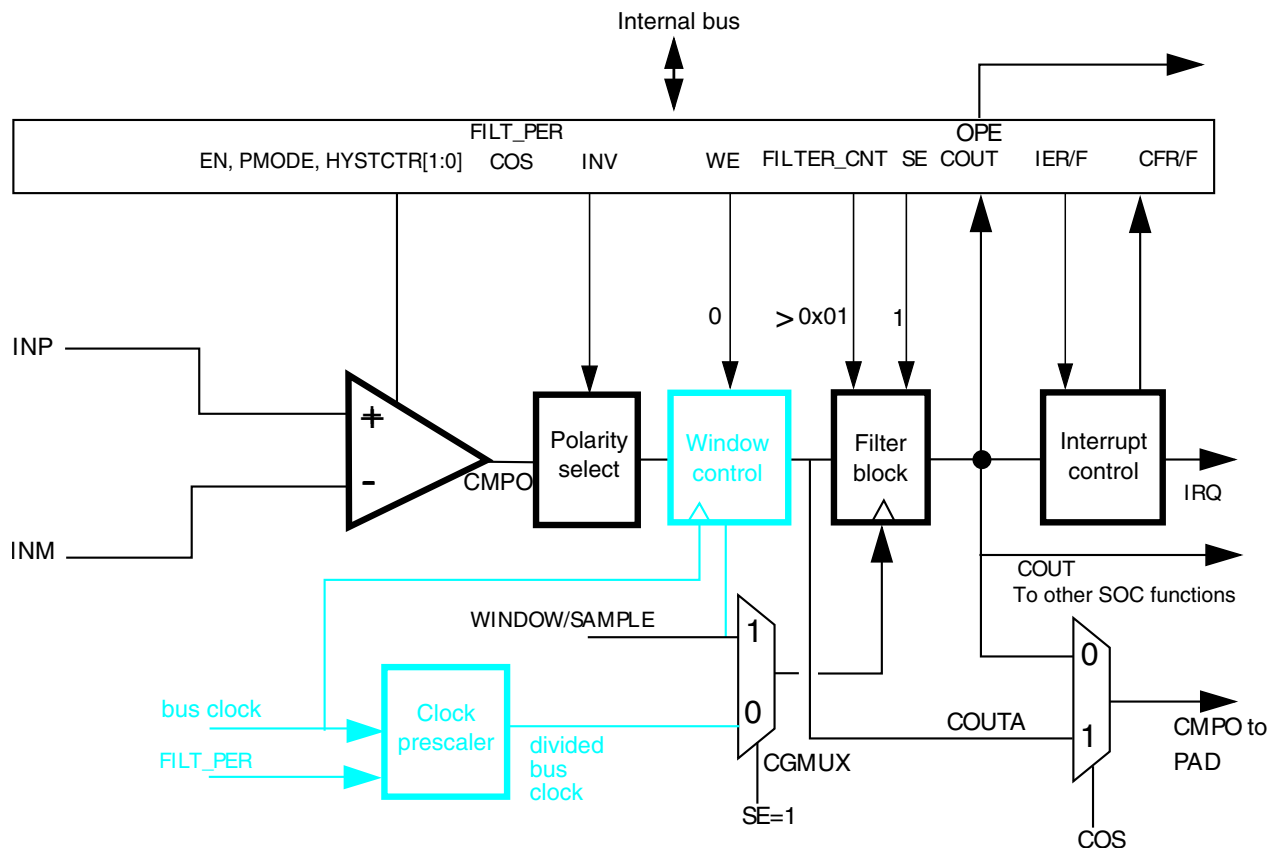 Internal bus
FILT_PER
OPE
EN, PMODE, HYSTCTR[1:0]
COS
INV
WE
FILTER_CNT
SE
COUT
IER/F
CFR/F
0
> 0x01
1
INP
+
-
INM
CMPO
Polarity
select
Window
control
Filter
block
Interrupt
control
IRQ
COUT
To other SOC functions
WINDOW/SAMPLE
1
0
CGMUX
SE=1
bus clock
FILT_PER
Clock
prescaler
divided
bus
clock
COUTA
0
1
CMPO to
PAD
COS